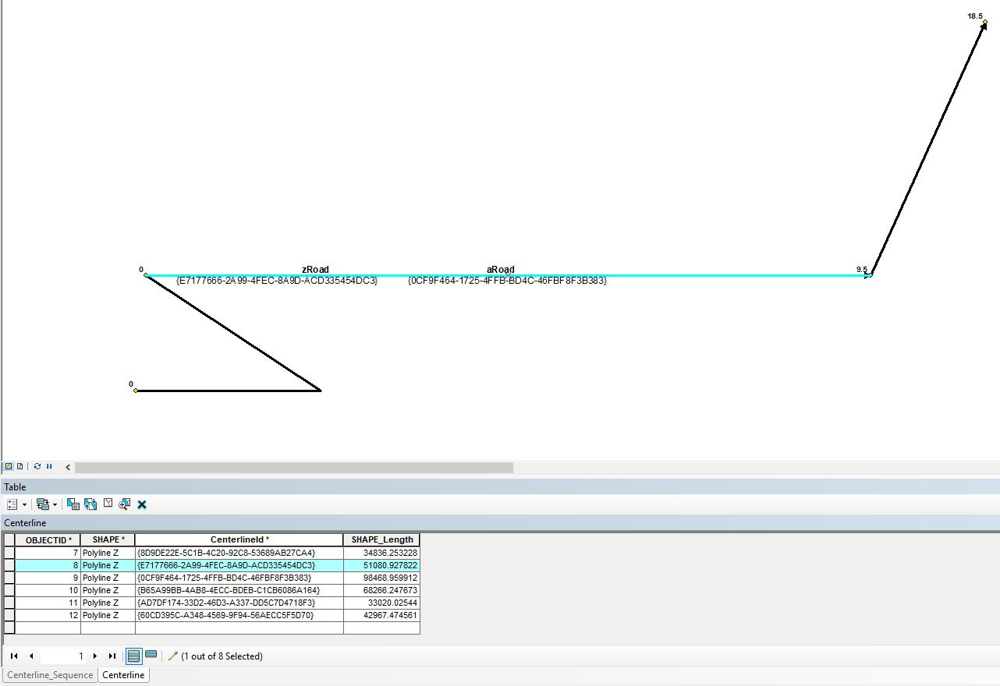 18.5
0 zRoad aRoad 9.5
{E7177666-2A99-4FEC-8A9D-ACD335454DC3} {0CF9F464-1725-4FFB-BD4C-46FBF8F3B383}
0
Table
Centerline
OBJECTID * SHAPE * CenterlineId * SHAPE_Length
7 Polyline Z {8D9DE22E-5C1B-4C20-92C8-53689AB27CA4} 34836.253228
8 Polyline Z {E7177666-2A99-4FEC-8A9D-ACD335454DC3} 51080.927822
9 Polyline Z {0CF9F464-1725-4FFB-BD4C-46FBF8F3B383} 98468.959912
10 Polyline Z {B65A99BB-4AB8-4ECC-BDEB-C1CB6086A164} 68266.247673
11 Polyline Z {AD7DF174-33D2-46D3-A337-DD5C7D4718F3} 33020.02544
12 Polyline Z {60CD395C-A348-4569-9F94-56AECC5F5D70} 42967.474561
1 (1 out of 8 Selected)
Centerline_Sequence Centerline